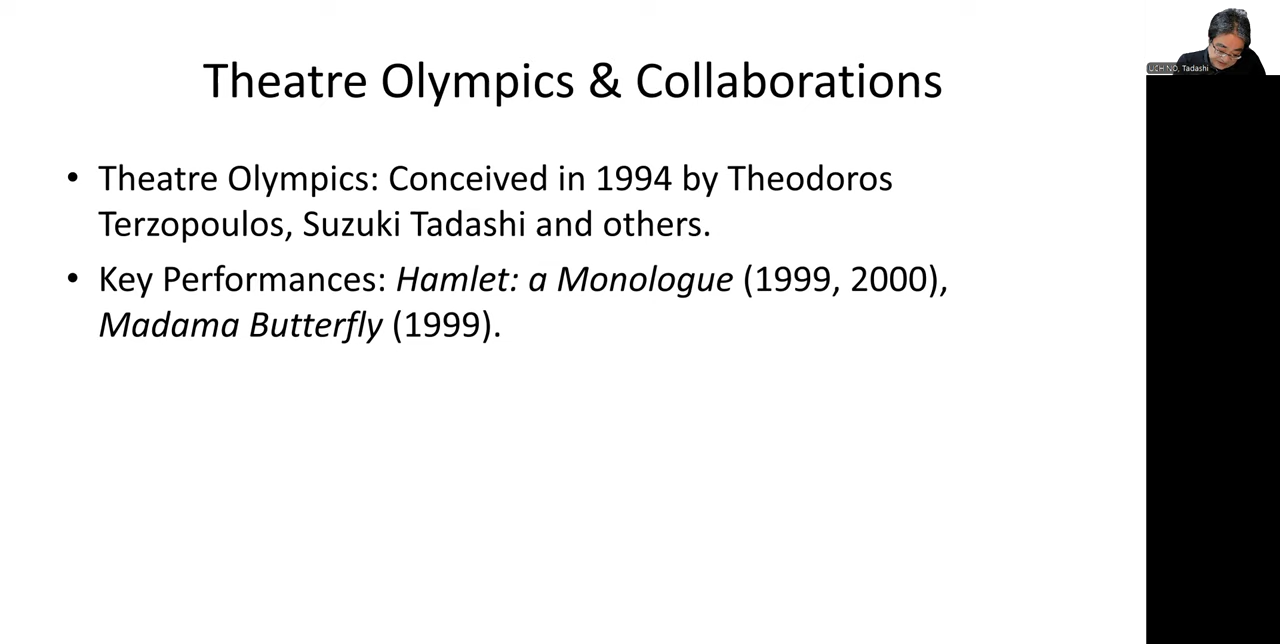 Theatre Olympics & Collaborations
• Theatre Olympics: Conceived in 1994 by Theodoros
Terzopoulos, Suzuki Tadashi and others.
• Key Performances: Hamlet: a Monologue (1999, 2000),
Madama Butterfly (1999).
UCHINO, Tadashi